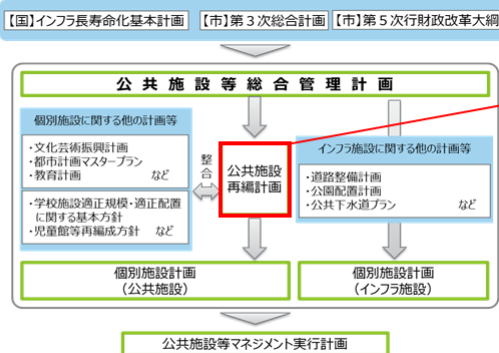 【国】インフラ長寿命化基本計画
【市】第３次総合計画
【市】第５次行財政改革大綱
公共施設等総合管理計画
個別施設に関する他の計画等
・文化芸術振興計画
・都市計画マスタープラン
・教育計画 など
・学校施設適正規模・適正配置
に関する基本方針
・児童館等再編成方針 など
整合
公共施設
再編計画
インフラ施設に関する他の計画等
・道路整備計画
・公園配置計画
・公共下水道プラン など
個別施設計画
（公共施設）
個別施設計画
（インフラ施設）
公共施設等マネジメント実行計画